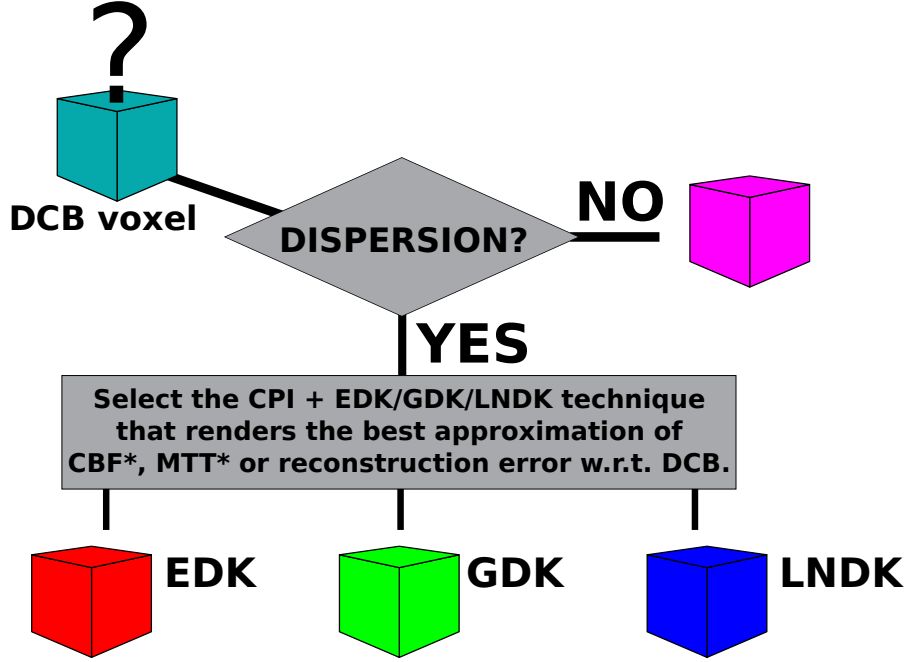 ?
DCB voxel
DISPERSION?
NO
YES
Select the CPI + EDK/GDK/LNDK technique
that renders the best approximation of
CBF*, MTT* or reconstruction error w.r.t. DCB.
EDK
GDK
LNDK